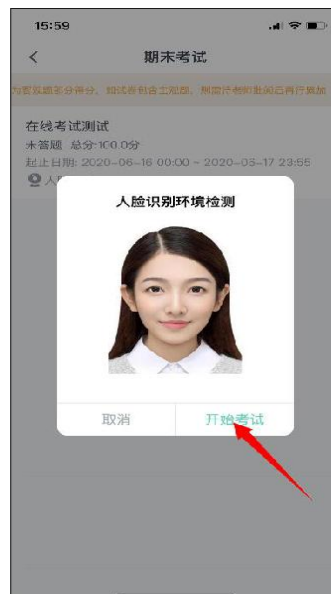 15:59
期末考试
在线考试测试
未答题 总分:100.0分
起止日期: 2020-06-16 00:00 ~ 2020-06-17 23:55
人
人脸识别环境检测
取消
开始考试